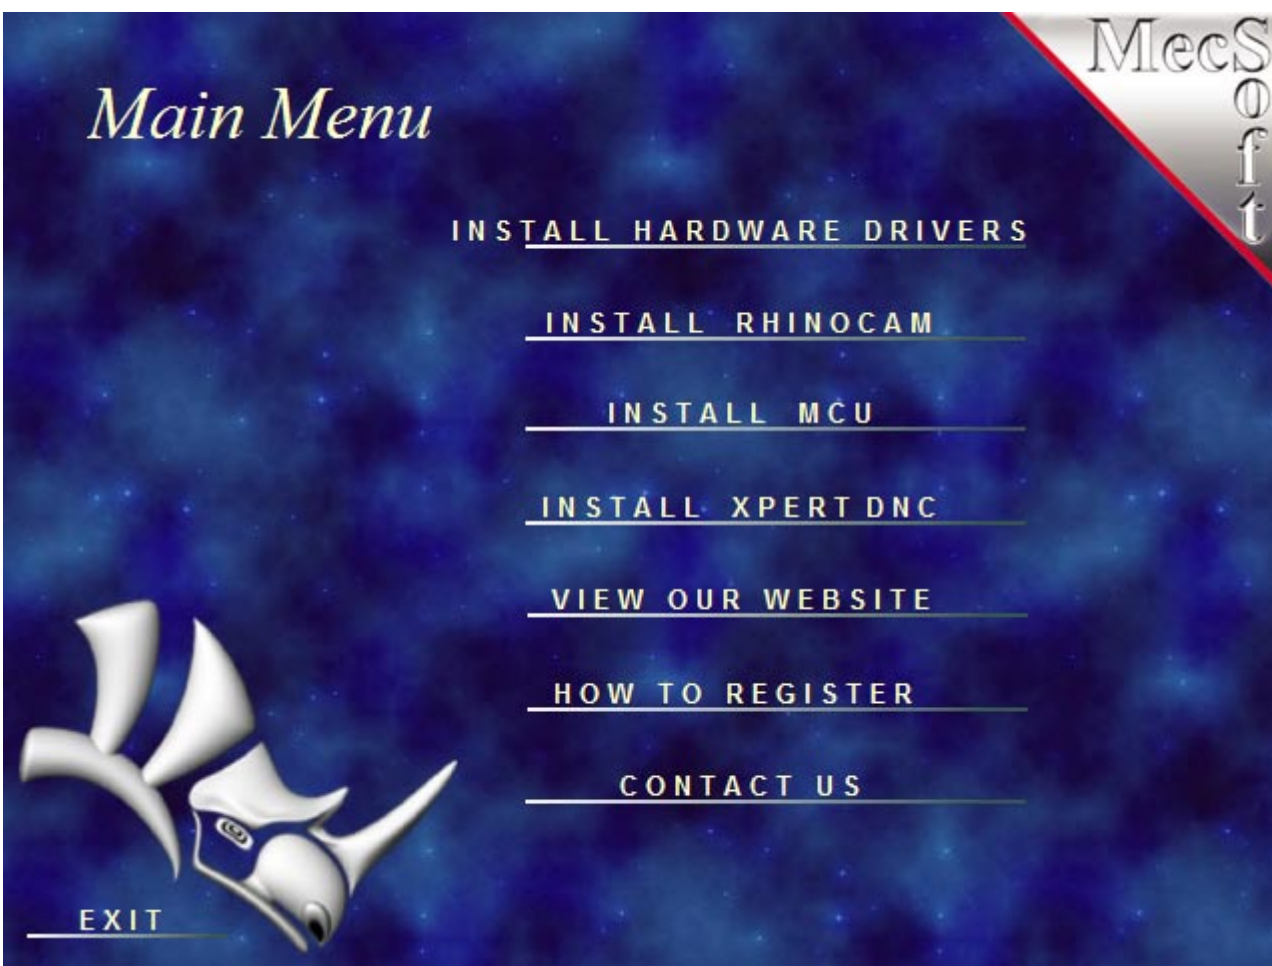 MecSoft
Main Menu
INSTALL HARDWARE DRIVERS
INSTALL RHINOCAM
INSTALL MCU
INSTALL XPERT DNC
VIEW OUR WEBSITE
HOW TO REGISTER
CONTACT US
EXIT